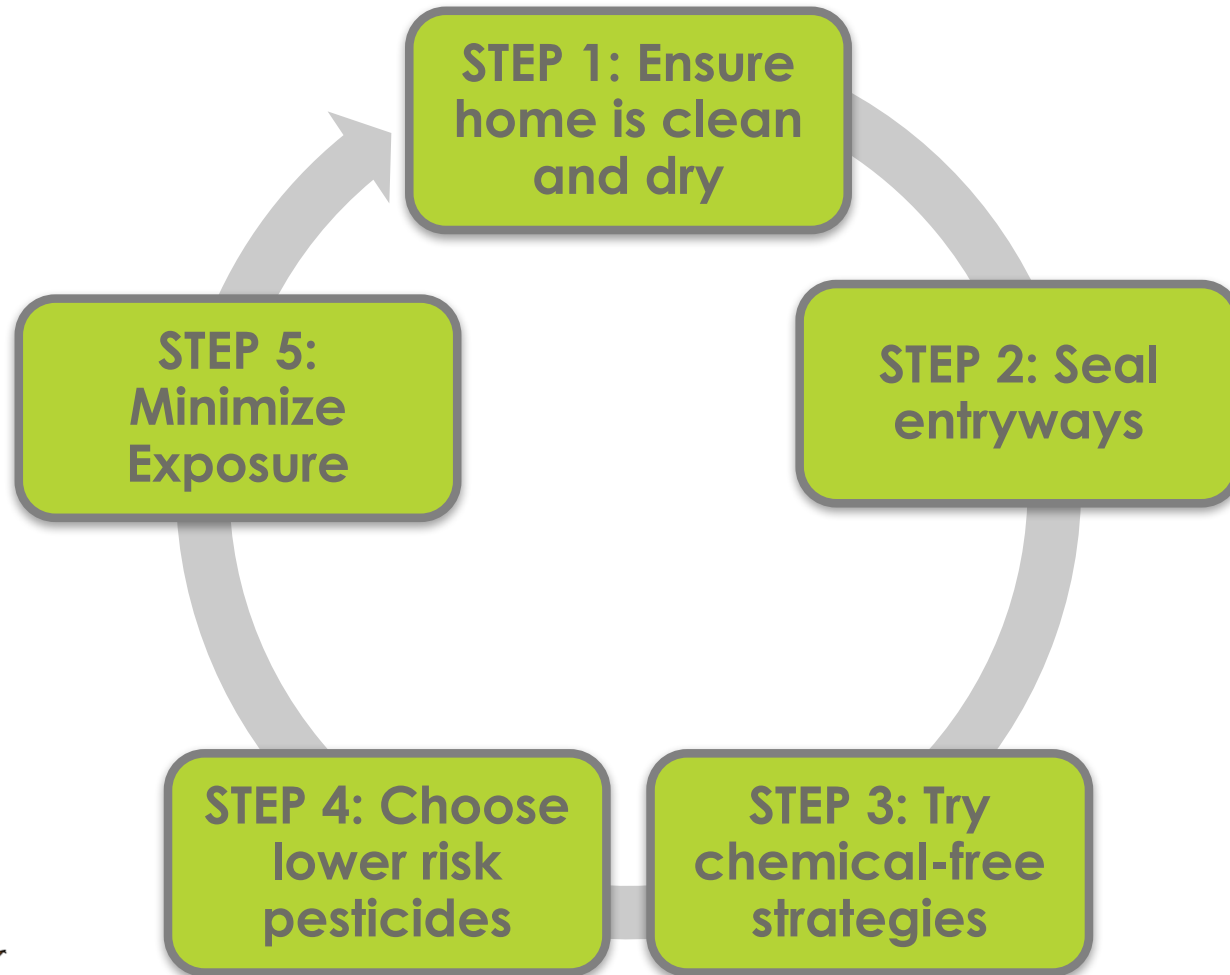 STEP 1: Ensure
home is clean
and dry
STEP 2: Seal
entryways
STEP 3: Try
chemical-free
strategies
STEP 4: Choose
lower risk
pesticides
STEP 5:
Minimize
Exposure